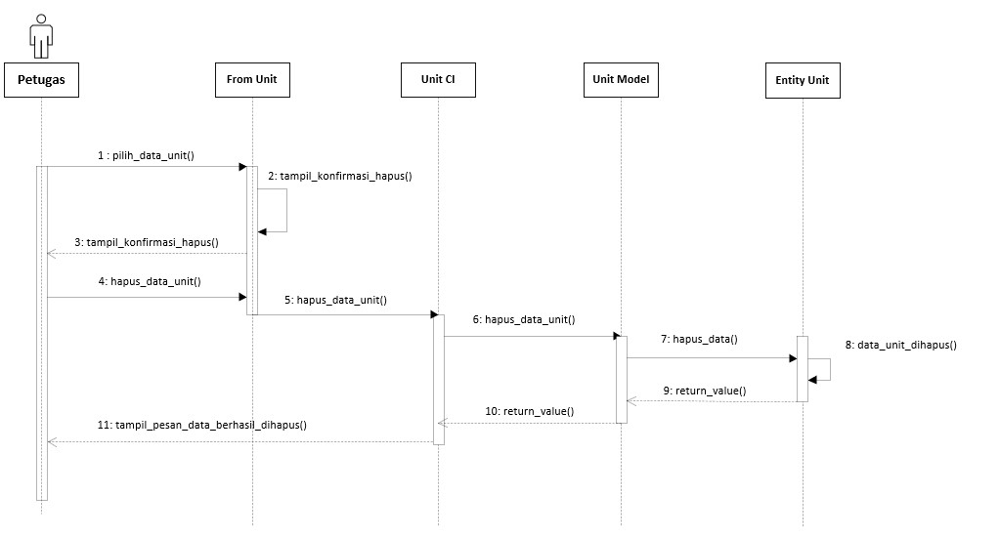 Petugas
From Unit
Unit CI
Unit Model
Entity Unit
1 : pilih_data_unit()
2: tampil_konfirmasi_hapus()
3: tampil_konfirmasi_hapus()
4: hapus_data_unit()
5: hapus_data_unit()
6: hapus_data_unit()
7: hapus_data()
8: data_unit_dihapus()
9: return_value()
10: return_value()
11: tampil_pesan_data_berhasil_dihapus()